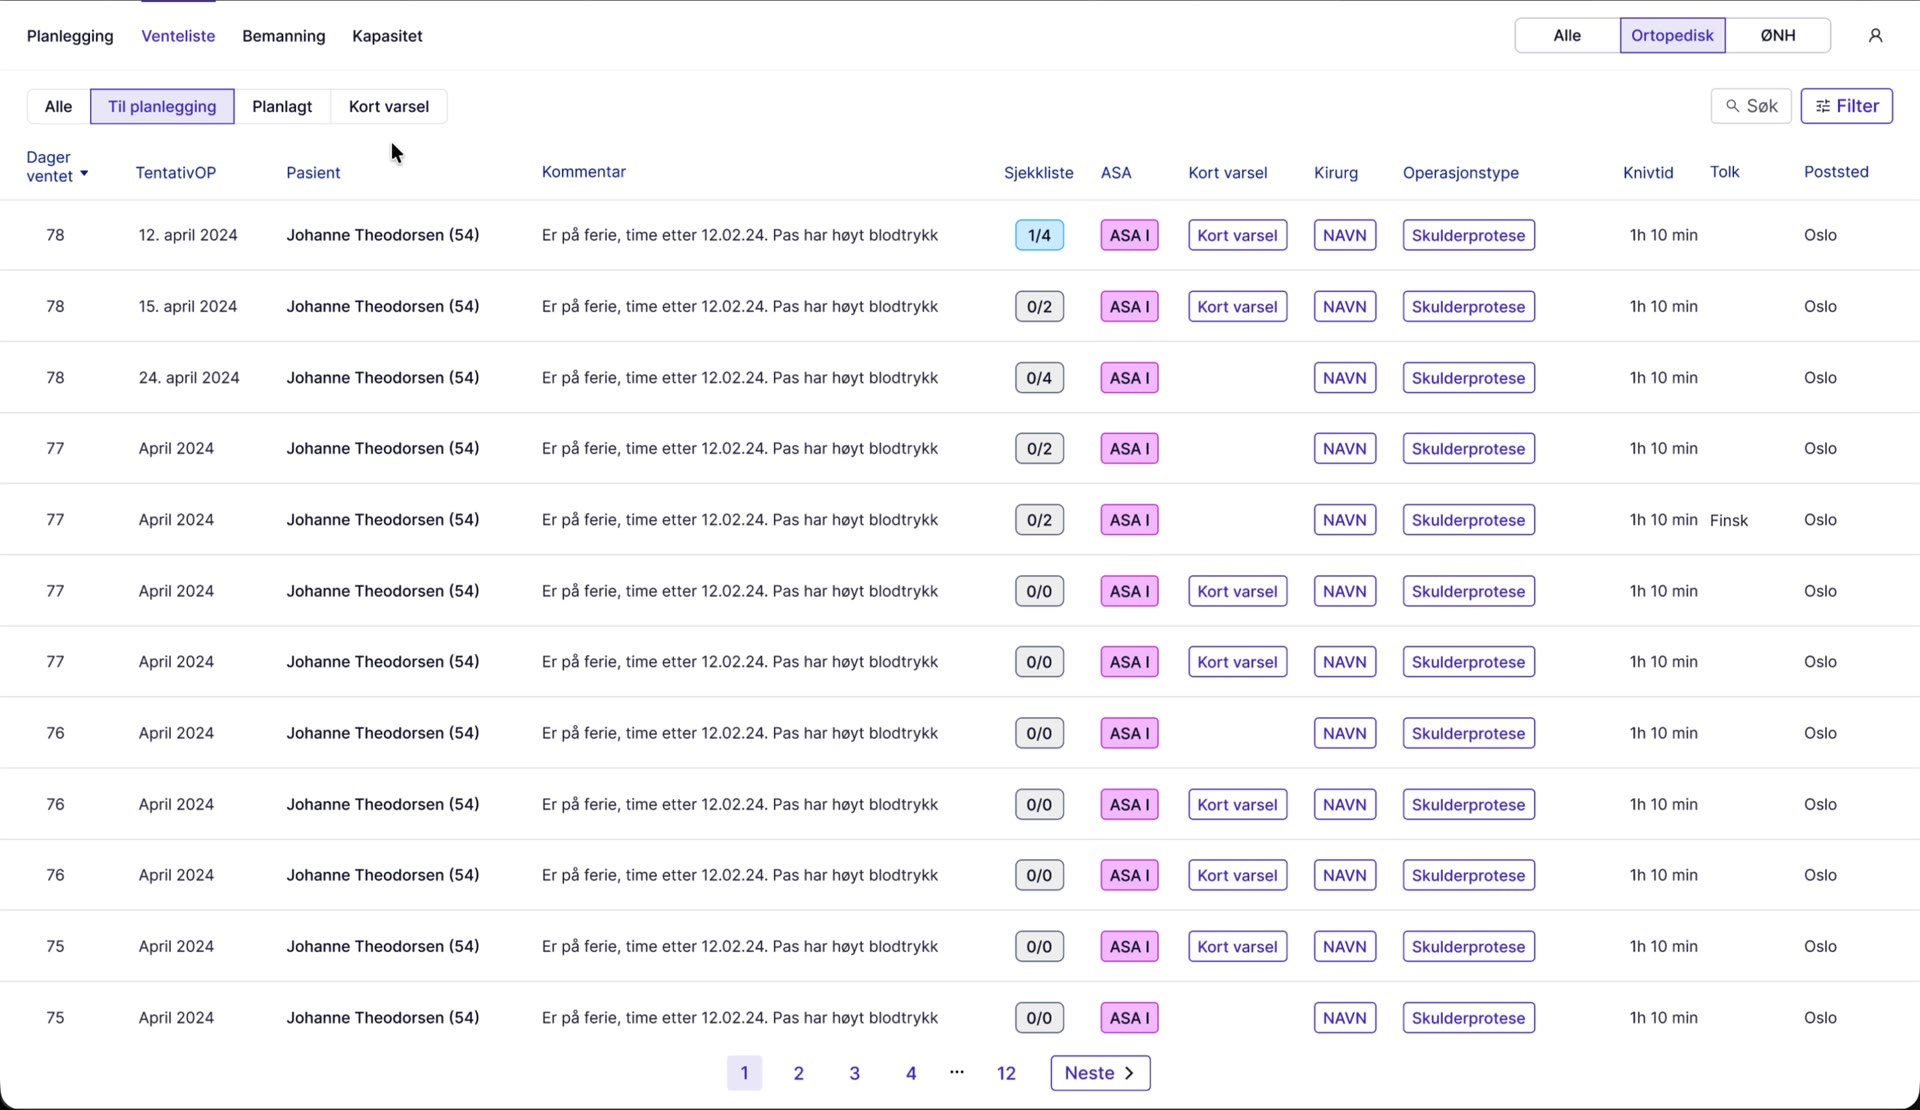 Planlegging Venteliste Bemanning Kapasitet Alle Ortopedisk ØNH
Alle Til planlegging Planlagt Kort varsel Søk Filter
Dager ventet TentativOP Pasient Kommentar Sjekkliste ASA Kort varsel Kirurg Operasjonstype Knivtid Tolk Poststed
78 12. april 2024 Johanne Theodorsen (54) Er på ferie, time etter 12.02.24. Pas har høyt blodtrykk 1/4 ASA I Kort varsel NAVN Skulderprotese 1h 10 min Oslo
78 15. april 2024 Johanne Theodorsen (54) Er på ferie, time etter 12.02.24. Pas har høyt blodtrykk 0/2 ASA I Kort varsel NAVN Skulderprotese 1h 10 min Oslo
78 24. april 2024 Johanne Theodorsen (54) Er på ferie, time etter 12.02.24. Pas har høyt blodtrykk 0/4 ASA I NAVN Skulderprotese 1h 10 min Oslo
77 April 2024 Johanne Theodorsen (54) Er på ferie, time etter 12.02.24. Pas har høyt blodtrykk 0/2 ASA I NAVN Skulderprotese 1h 10 min Oslo
77 April 2024 Johanne Theodorsen (54) Er på ferie, time etter 12.02.24. Pas har høyt blodtrykk 0/2 ASA I NAVN Skulderprotese 1h 10 min Finsk Oslo
77 April 2024 Johanne Theodorsen (54) Er på ferie, time etter 12.02.24. Pas har høyt blodtrykk 0/0 ASA I Kort varsel NAVN Skulderprotese 1h 10 min Oslo
77 April 2024 Johanne Theodorsen (54) Er på ferie, time etter 12.02.24. Pas har høyt blodtrykk 0/0 ASA I Kort varsel NAVN Skulderprotese 1h 10 min Oslo
76 April 2024 Johanne Theodorsen (54) Er på ferie, time etter 12.02.24. Pas har høyt blodtrykk 0/0 ASA I NAVN Skulderprotese 1h 10 min Oslo
76 April 2024 Johanne Theodorsen (54) Er på ferie, time etter 12.02.24. Pas har høyt blodtrykk 0/0 ASA I Kort varsel NAVN Skulderprotese 1h 10 min Oslo
76 April 2024 Johanne Theodorsen (54) Er på ferie, time etter 12.02.24. Pas har høyt blodtrykk 0/0 ASA I Kort varsel NAVN Skulderprotese 1h 10 min Oslo
75 April 2024 Johanne Theodorsen (54) Er på ferie, time etter 12.02.24. Pas har høyt blodtrykk 0/0 ASA I Kort varsel NAVN Skulderprotese 1h 10 min Oslo
75 April 2024 Johanne Theodorsen (54) Er på ferie, time etter 12.02.24. Pas har høyt blodtrykk 0/0 ASA I NAVN Skulderprotese 1h 10 min Oslo
1 2 3 4 ... 12 Neste